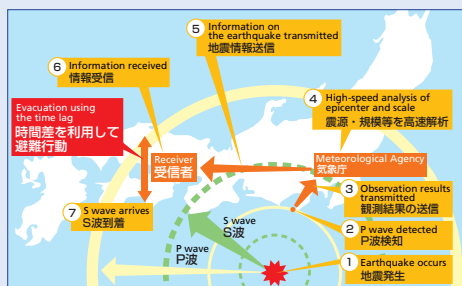 5 Information on
the earthquake transmitted
地震情報送信
6 Information received
情報受信
Evacuation using
the time lag
時間差を利用して
避難行動
4 High-speed analysis of
epicenter and scale
震源・規模等を高速解析
Receiver
受信者
Meteorological Agency
気象庁
3 Observation results
transmitted
観測結果の送信
7 S wave arrives
S波到着
S wave
S波
2 P wave detected
P波検知
P wave
P波
1 Earthquake occurs
地震発生